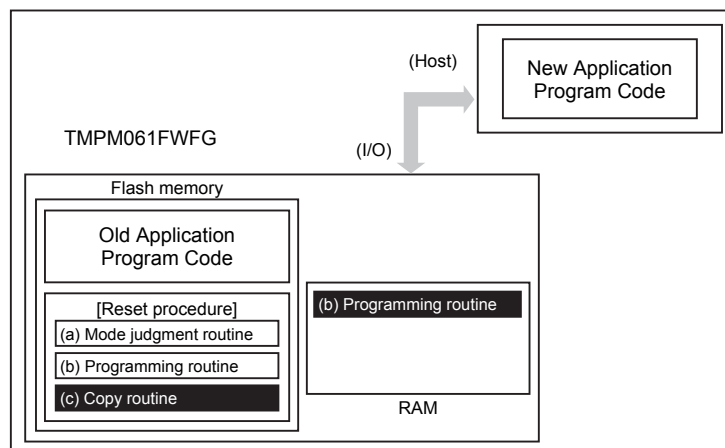 (Host)
New Application
Program Code
TMPM061FWFG
(I/O)
Flash memory
Old Application
Program Code
[Reset procedure]
(a) Mode judgment routine
(b) Programming routine
(c) Copy routine
(b) Programming routine
RAM